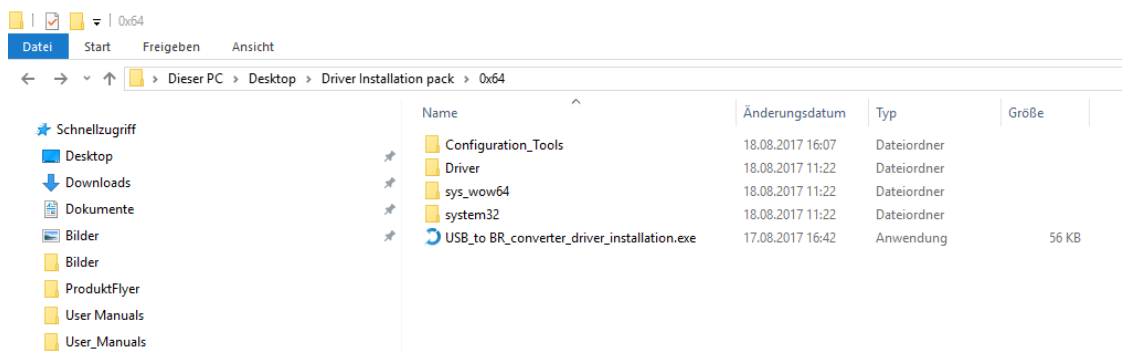 0x64
Datei Start Freigeben Ansicht
Dieser PC > Desktop > Driver Installation pack > 0x64
Name Änderungsdatum Typ Größe
Schnellzugriff
Desktop
Downloads
Dokumente
Bilder
Bilder
ProduktFlyer
User Manuals
User_Manuals
Configuration_Tools 18.08.2017 16:07 Dateiordner
Driver 18.08.2017 11:22 Dateiordner
sys_wow64 18.08.2017 11:22 Dateiordner
system32 18.08.2017 11:22 Dateiordner
USB_to BR_converter_driver_installation.exe 17.08.2017 16:42 Anwendung 56 KB